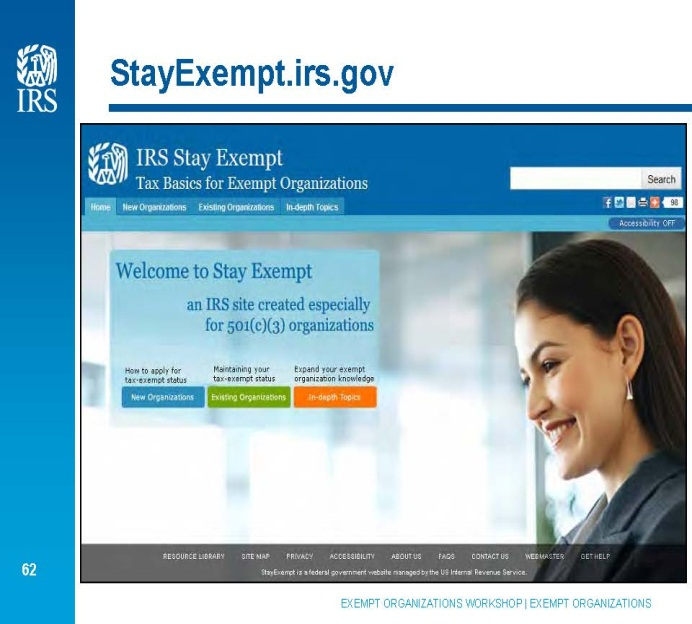 StayExempt.irs.gov
IRS
IRS Stay Exempt
Tax Basics for Exempt Organizations
Search
Home New Organizations Existing Organizations In-depth Topics
98
Accessibility OFF
Welcome to Stay Exempt
an IRS site created especially
for 501(c)(3) organizations
How to apply for
tax-exempt status
New Organizations
Maintaining your
tax-exempt status
Existing Organizations
Expand your exempt
organization knowledge
In-depth Topics
RESOURCE LIBRARY SITE MAP PRIVACY ACCESSIBILITY ABOUT US FAQS CONTACT US WEBMASTER GET HELP
StayExempt is a federal government website managed by the US Internal Revenue Service.
62
EXEMPT ORGANIZATIONS WORKSHOP | EXEMPT ORGANIZATIONS